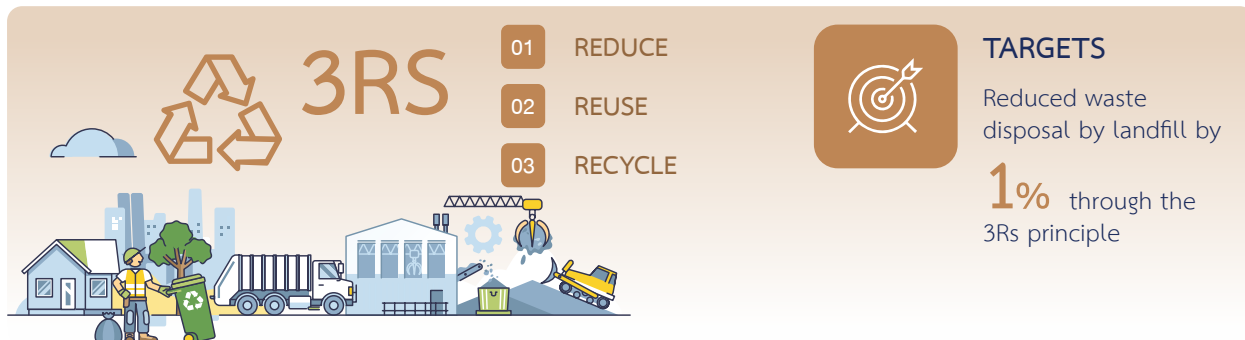 3RS
01 REDUCE
02 REUSE
03 RECYCLE
TARGETS
Reduced waste
disposal by landfill by
1% through the
3Rs principle